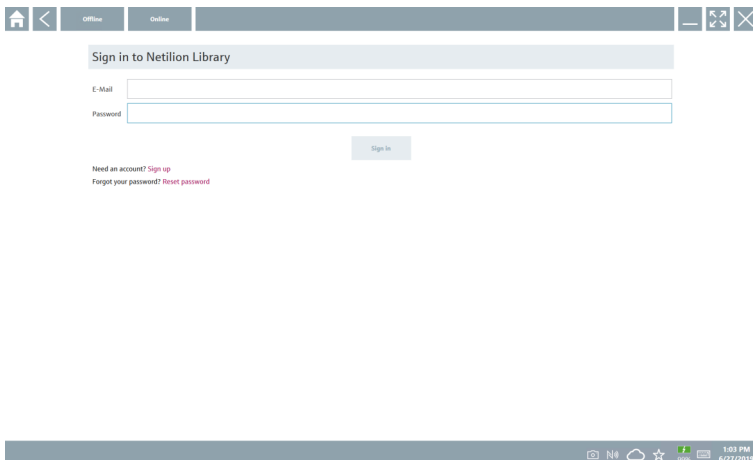 Offline Online
Sign in to Netilion Library
E-Mail
Password
Sign in
Need an account? Sign up
Forgot your password? Reset password
1:03 PM